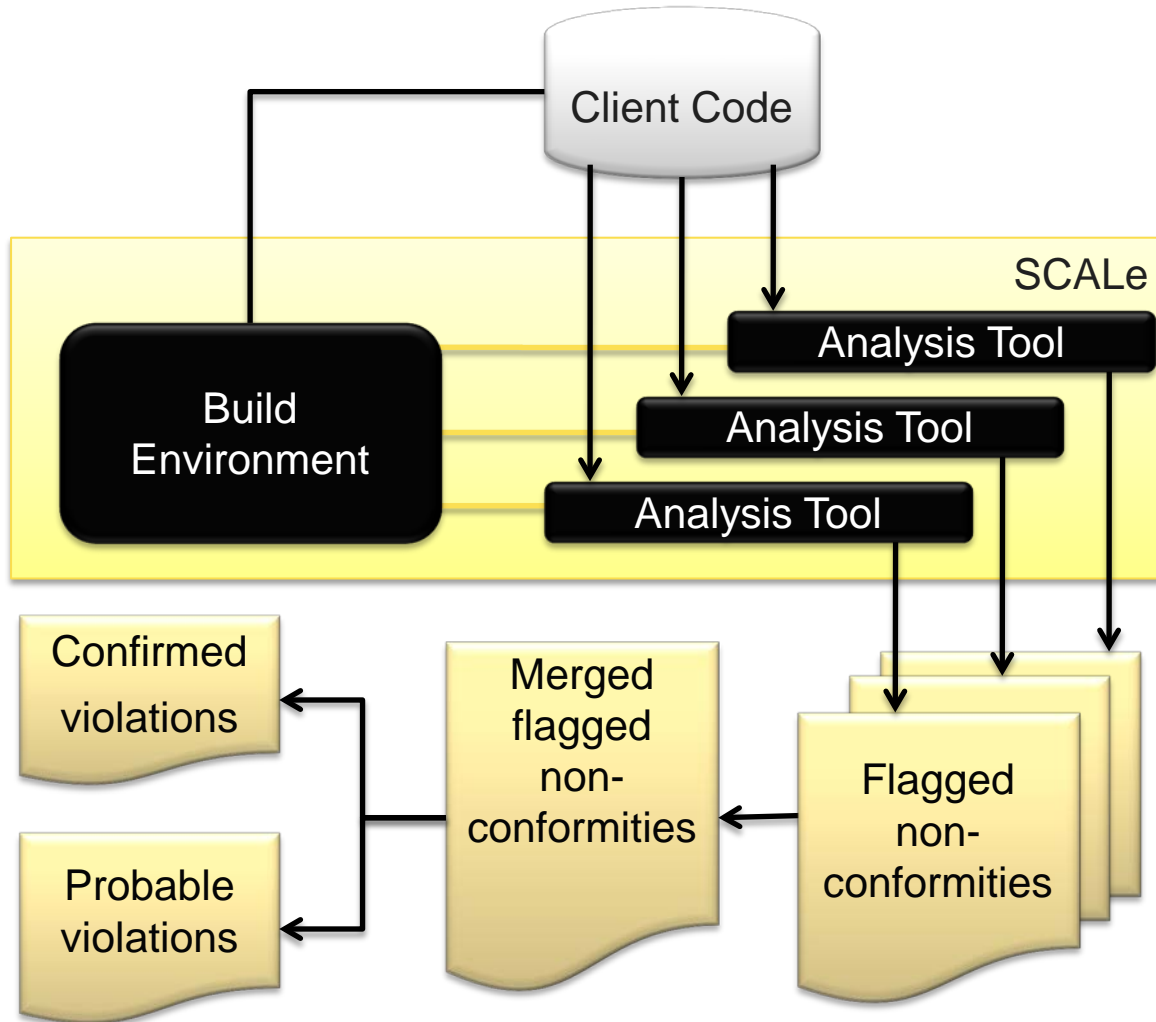 Client Code
SCALe
Analysis Tool
Build
Environment
Analysis Tool
Analysis Tool
Confirmed
violations
Merged
flagged
non-
conformities
Flagged
non-
conformities
Probable
violations